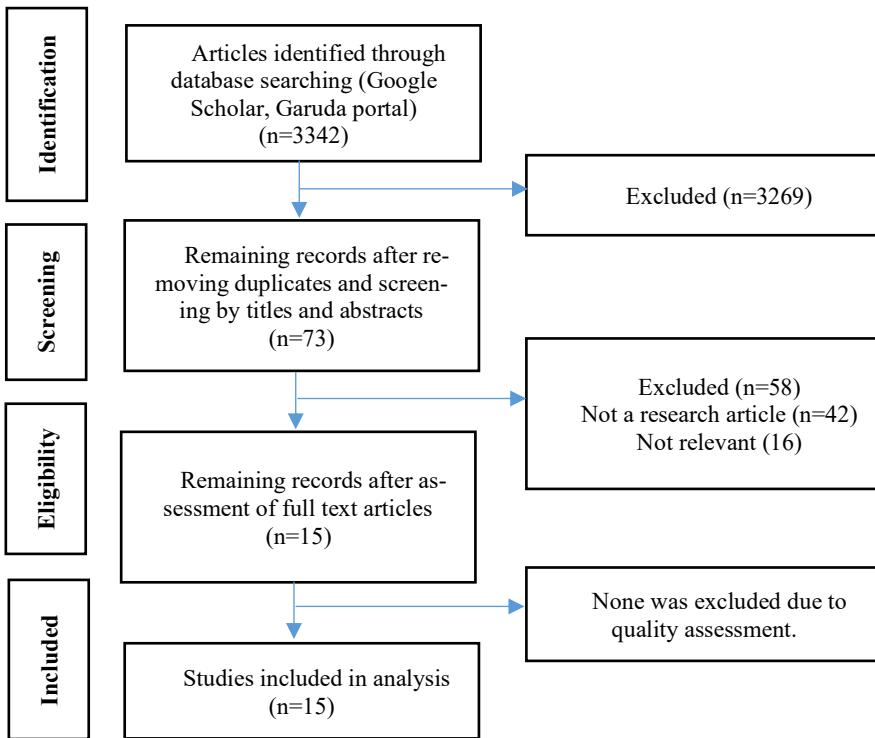 Identification
Articles identified through
database searching (Google
Scholar, Garuda portal)
(n=3342)
Excluded (n=3269)
Screening
Remaining records after re-
moving duplicates and screen-
ing by titles and abstracts
(n=73)
Excluded (n=58)
Not a research article (n=42)
Not relevant (16)
Eligibility
Remaining records after as-
sessment of full text articles
(n=15)
None was excluded due to
quality assessment.
Included
Studies included in analysis
(n=15)